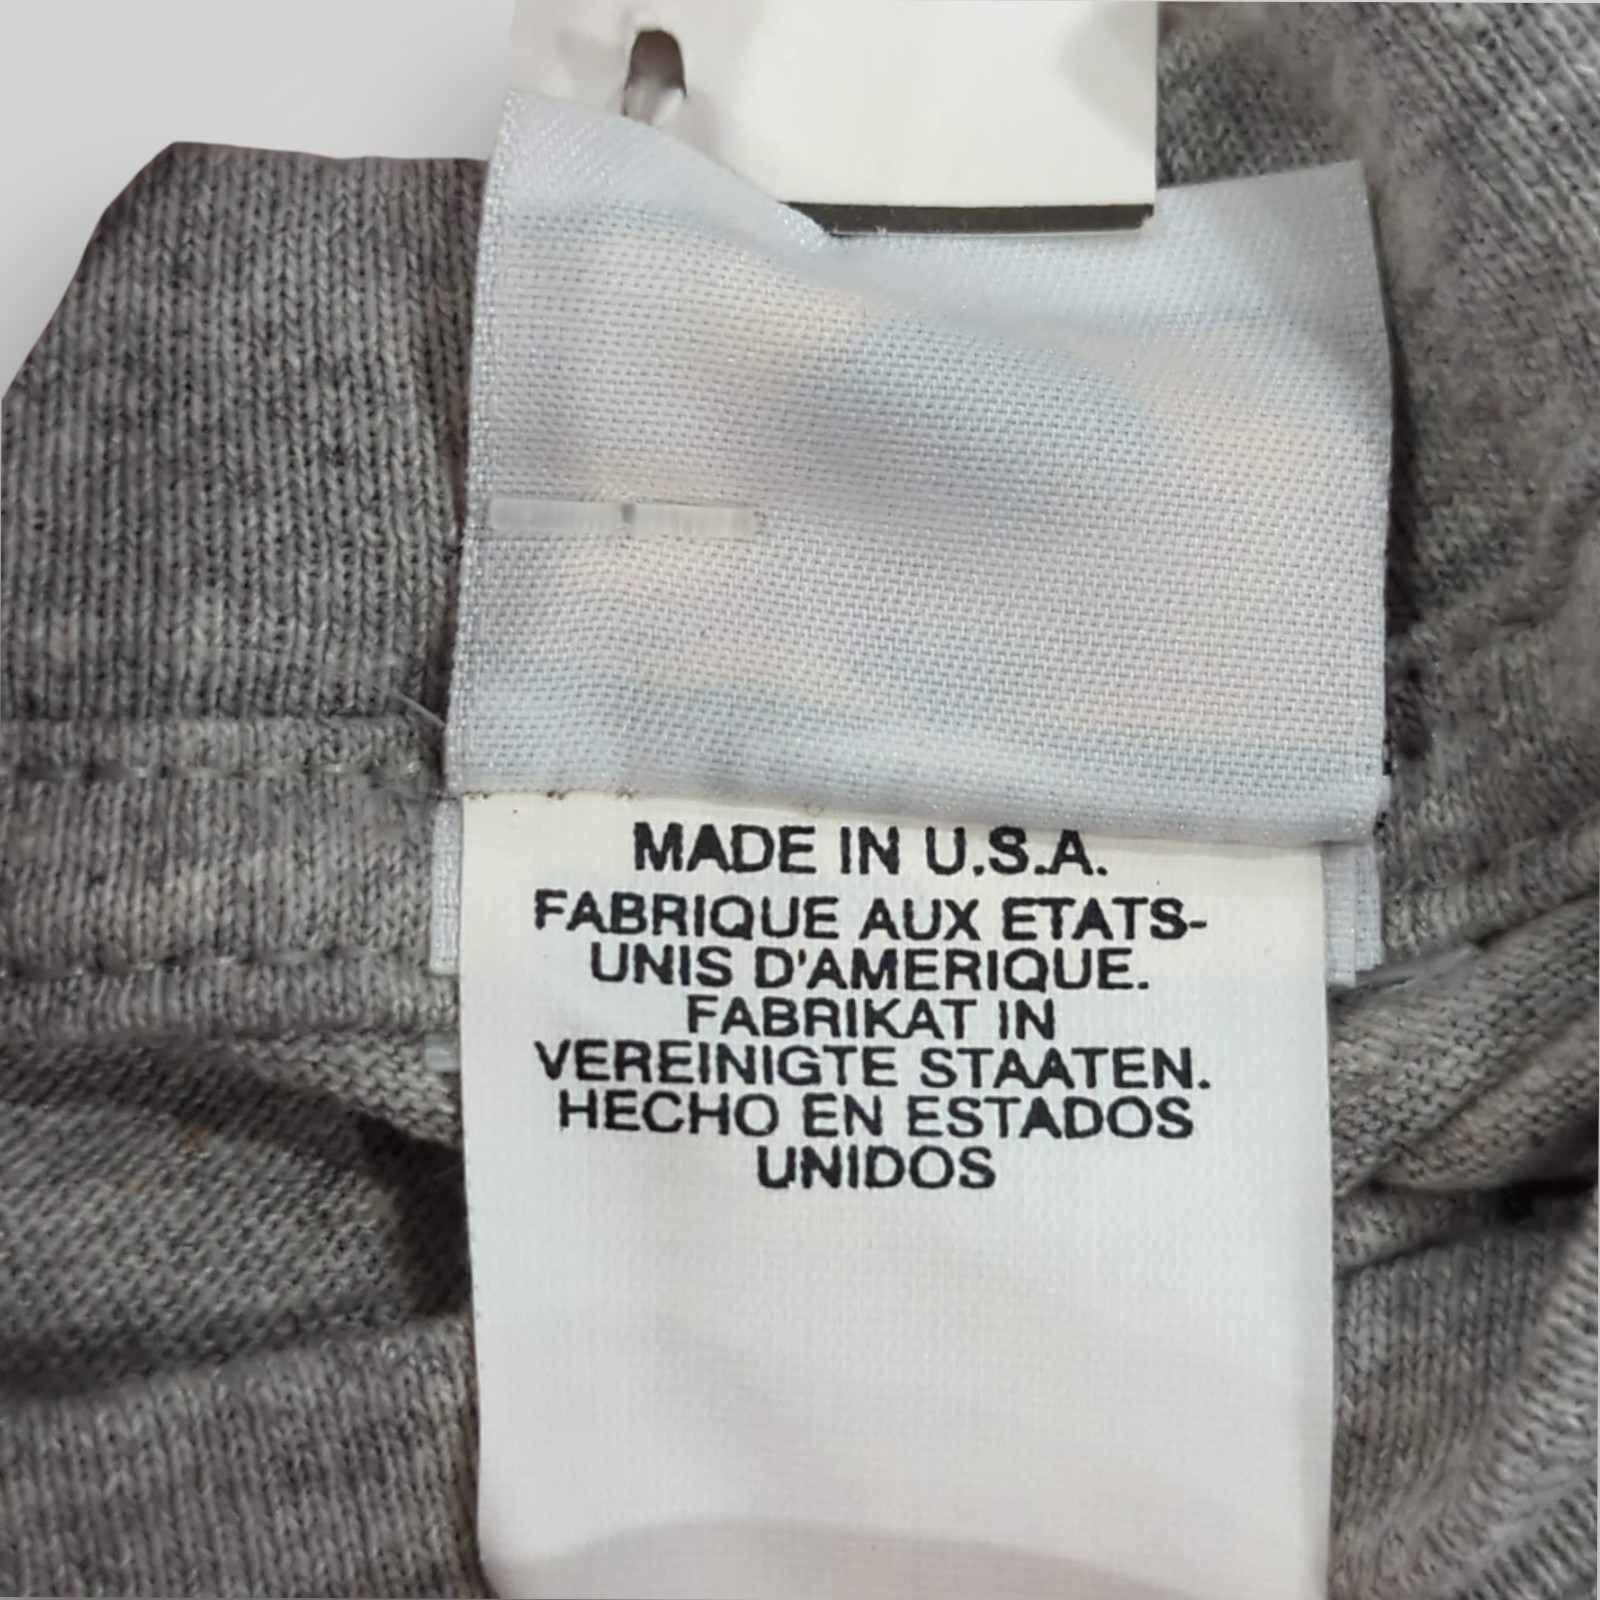 MADE IN U.S.A.
FABRIQUE AUX ETATS-
UNIS D'AMERIQUE.
FABRIKAT IN
VEREINIGTE STAATEN.
HECHO EN ESTADOS
UNIDOS